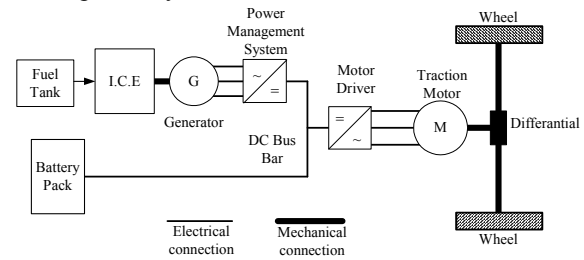 Wheel
Power
Management
System
Fuel
Tank
I.C.E
G
~
=
Generator
Motor
Driver
=
~
Traction
Motor
M
Differantial
DC Bus
Bar
Battery
Pack
Electrical
connection
Mechanical
connection
Wheel